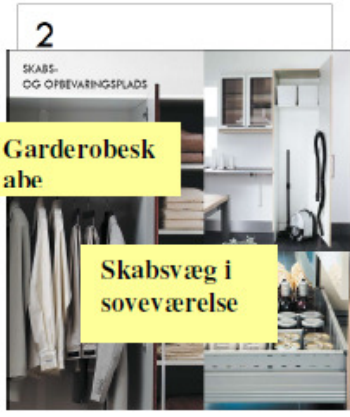 2
SKABS-
OG OPBEVARINGSPLADS
Garderobesk
abe
Skabsvæg i
soveværelse